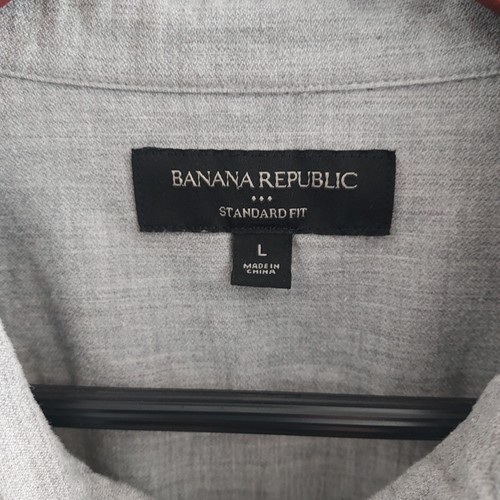 BANANA REPUBLIC
STANDARD FIT
L
MADE IN
CHINA